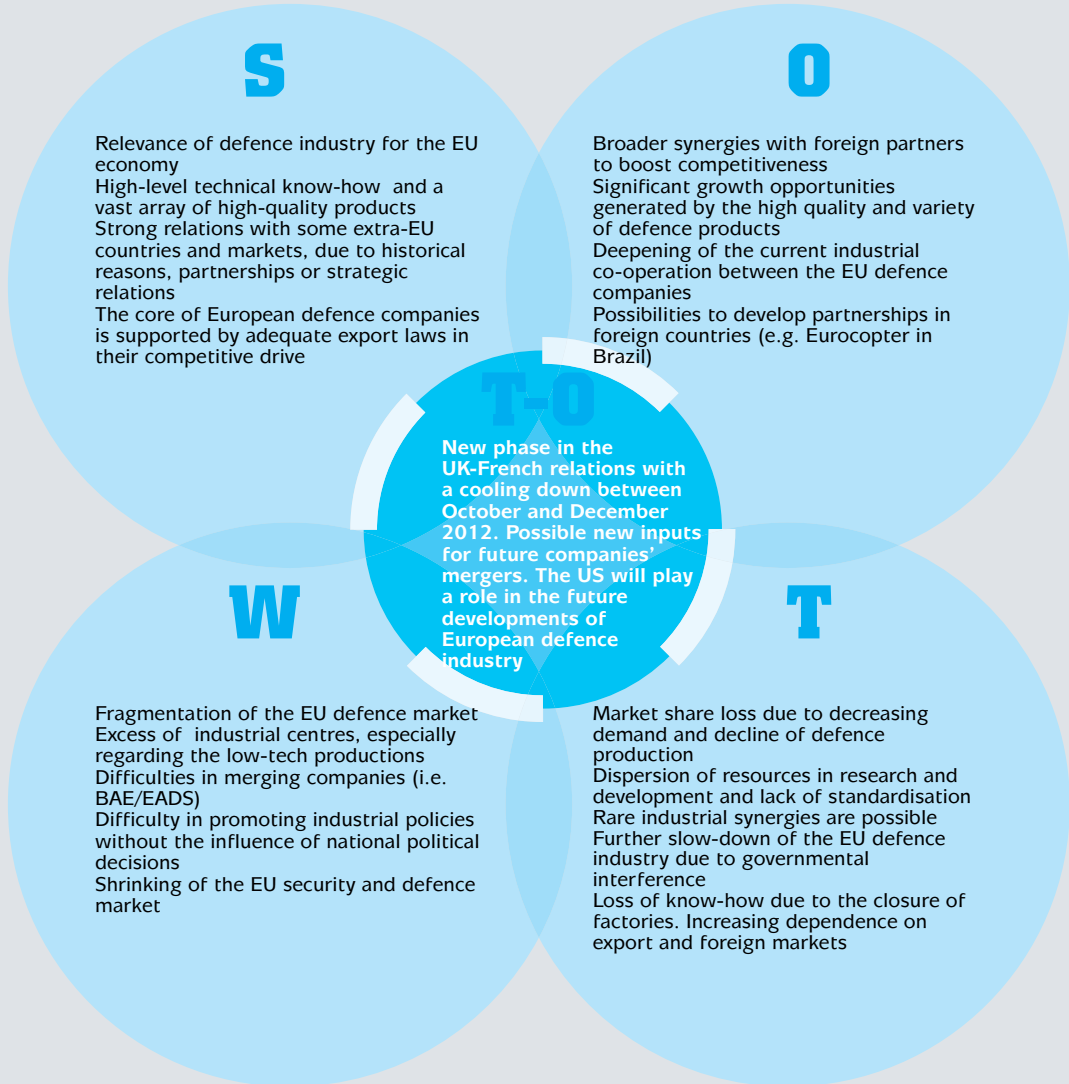 S
Relevance of defence industry for the EU
economy
High-level technical know-how and a
vast array of high-quality products
Strong relations with some extra-EU
countries and markets, due to historical
reasons, partnerships or strategic
relations
The core of European defence companies
is supported by adequate export laws in
their competitive drive
O
Broader synergies with foreign partners
to boost competitiveness
Significant growth opportunities
generated by the high quality and variety
of defence products
Deepening of the current industrial
co-operation between the EU defence
companies
Possibilities to develop partnerships in
foreign countries (e.g. Eurocopter in
Brazil)
T-O
New phase in the
UK-French relations with
a cooling down between
October and December
2012. Possible new inputs
for future companies’
mergers. The US will play
a role in the future
developments of
European defence
industry
W
Fragmentation of the EU defence market
Excess of industrial centres, especially
regarding the low-tech productions
Difficulties in merging companies (i.e.
BAE/EADS)
Difficulty in promoting industrial policies
without the influence of national political
decisions
Shrinking of the EU security and defence
market
T
Market share loss due to decreasing
demand and decline of defence
production
Dispersion of resources in research and
development and lack of standardisation
Rare industrial synergies are possible
Further slow-down of the EU defence
industry due to governmental
interference
Loss of know-how due to the closure of
factories. Increasing dependence on
export and foreign markets